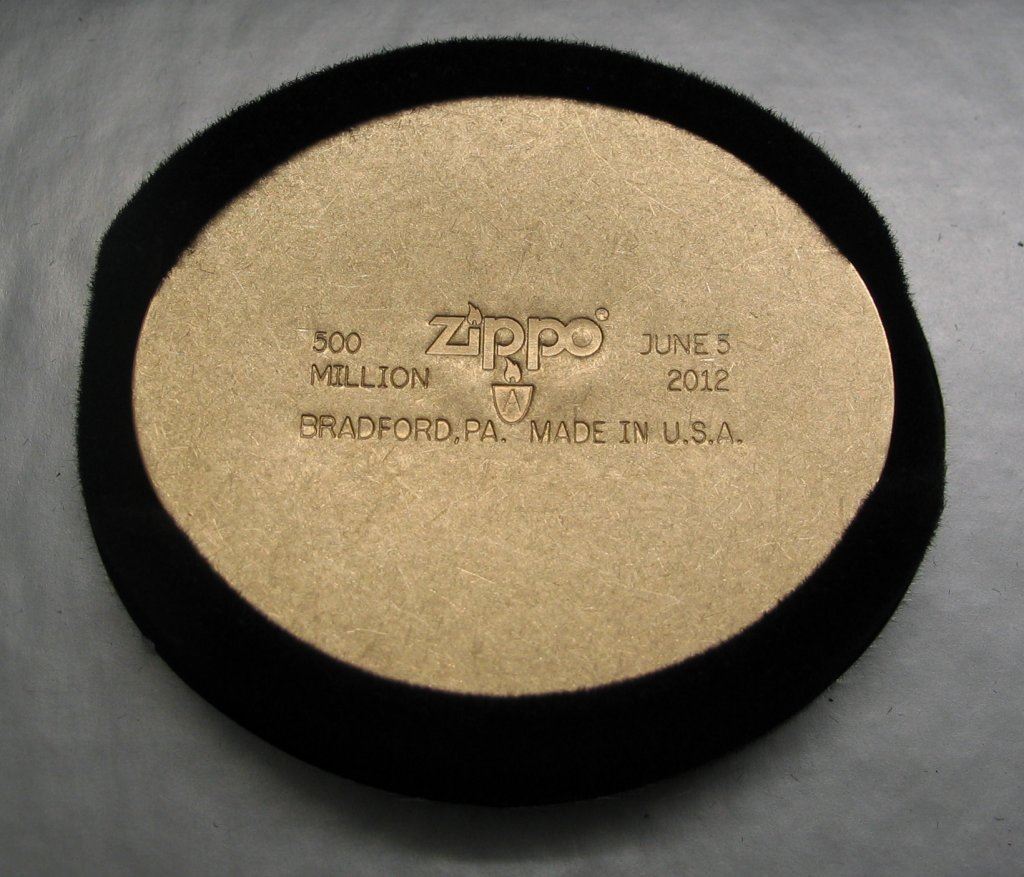 zippo®
500 JUNE 5
MILLION 2012
A
BRADFORD, PA. MADE IN U.S.A.